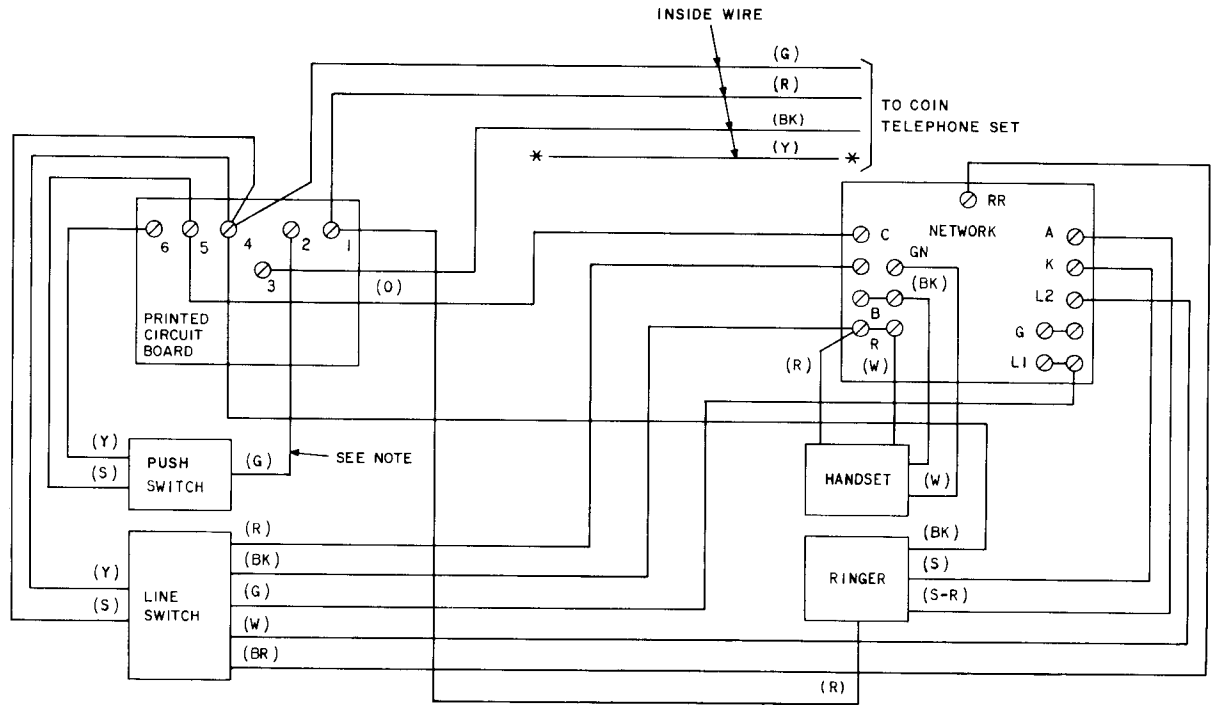 INSIDE WIRE
(G)
(R)
(BK)
* (Y) *
TO COIN
TELEPHONE SET
RR
NETWORK
6 5 4 2 1
3
(O)
PRINTED
CIRCUIT
BOARD
C
GN
(BK)
B
R
A
K
L2
G
L1
(R)
(W)
(Y)
(S)
PUSH
SWITCH
(G)
SEE NOTE
HANDSET
(W)
(BK)
RINGER
(S)
(S-R)
(R)
(Y)
(S)
LINE
SWITCH
(R)
(BK)
(G)
(W)
(BR)